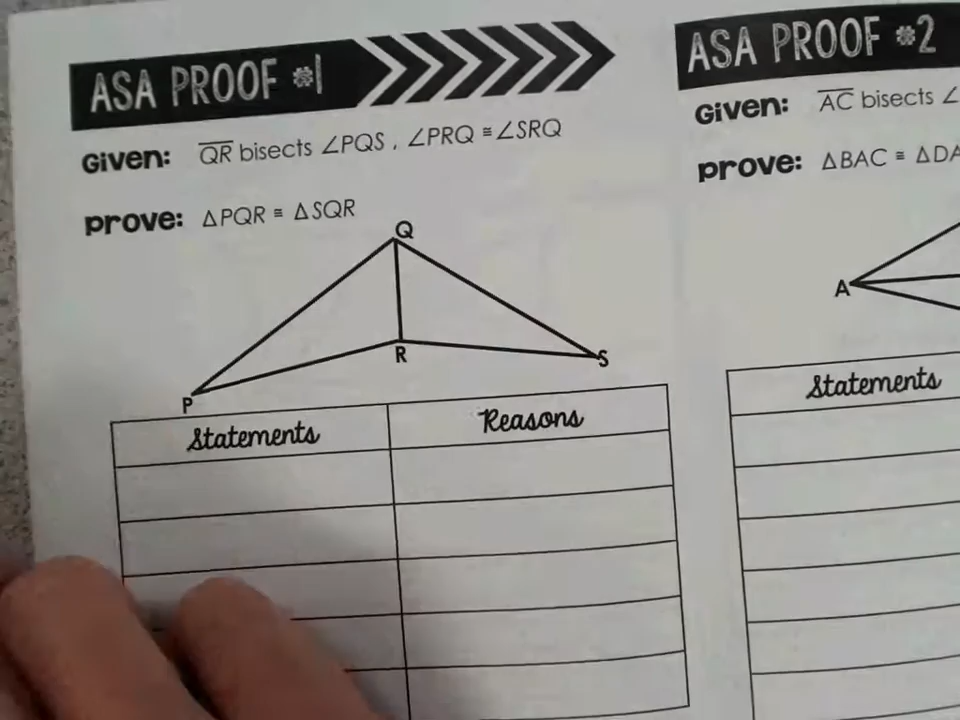 ASA PROOF #1
Given: QR bisects ∠PQS , ∠PRQ ≅ ∠SRQ
prove: ΔPQR ≅ ΔSQR
Q
R
S
P
Statements Reasons
ASA PROOF #2
Given: AC bisects ∠
prove: ΔBAC ≅ ΔDA
A
Statements